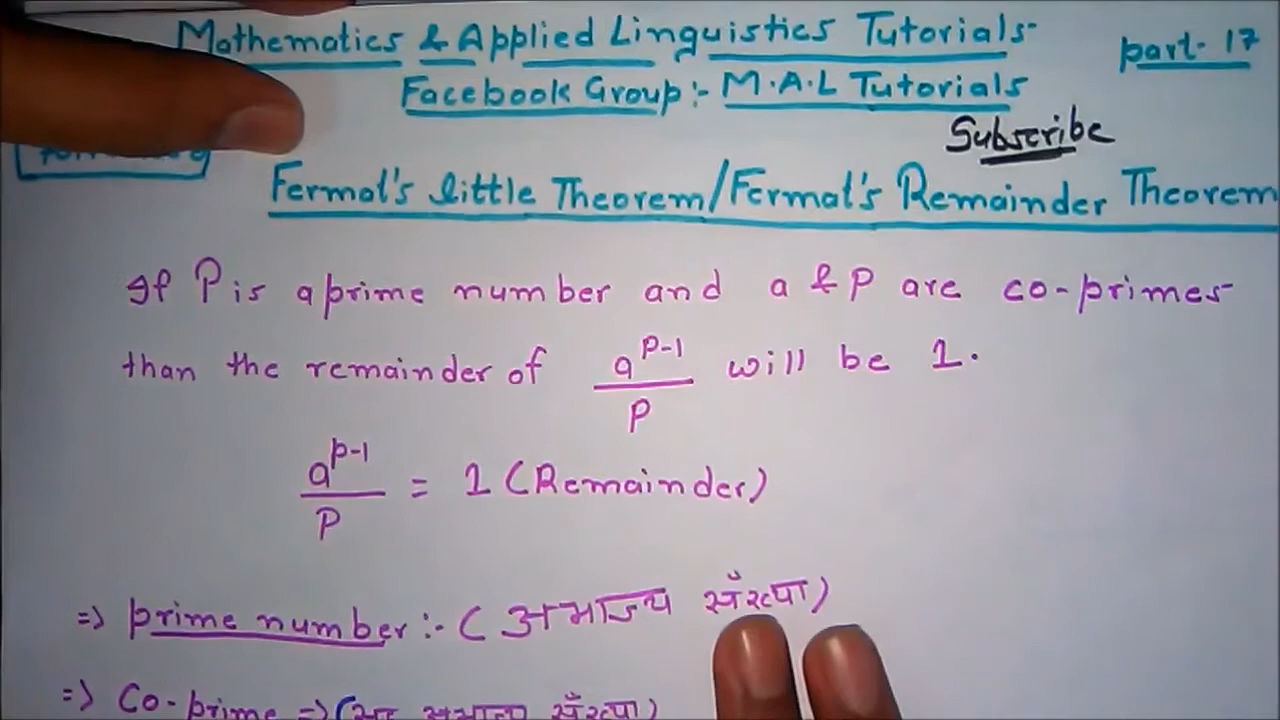 Mathematics & Applied Linguistics Tutorials-
part- 17
Facebook Group:- M.A.L Tutorials
Subscribe
Fermat's little Theorem/Fermat's Remainder Theorem
If P is a prime number and a & p are co-primes
than the remainder of a^{p-1}/P will be 1.
a^{p-1}/P = 1 (Remainder)
=> prime number:- ( अभाज्य सँख्या)
=> Co-prime => (सह अभाज्य सँख्या)